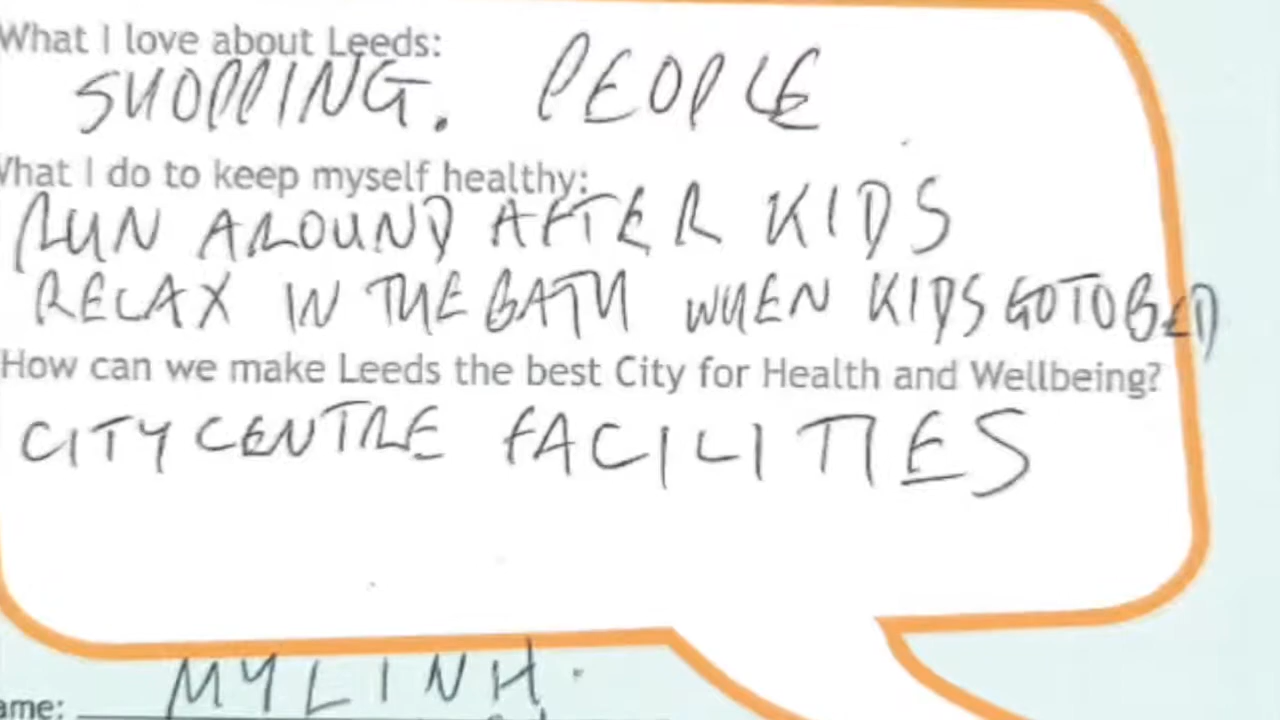 What I love about Leeds:
SHOPPING. PEOPLE
What I do to keep myself healthy:
RUN AROUND AFTER KIDS
RELAX IN THE BATH WHEN KIDS GO TO BED
How can we make Leeds the best City for Health and Wellbeing?
CITY CENTRE FACILITIES
MYLINH.
ame: